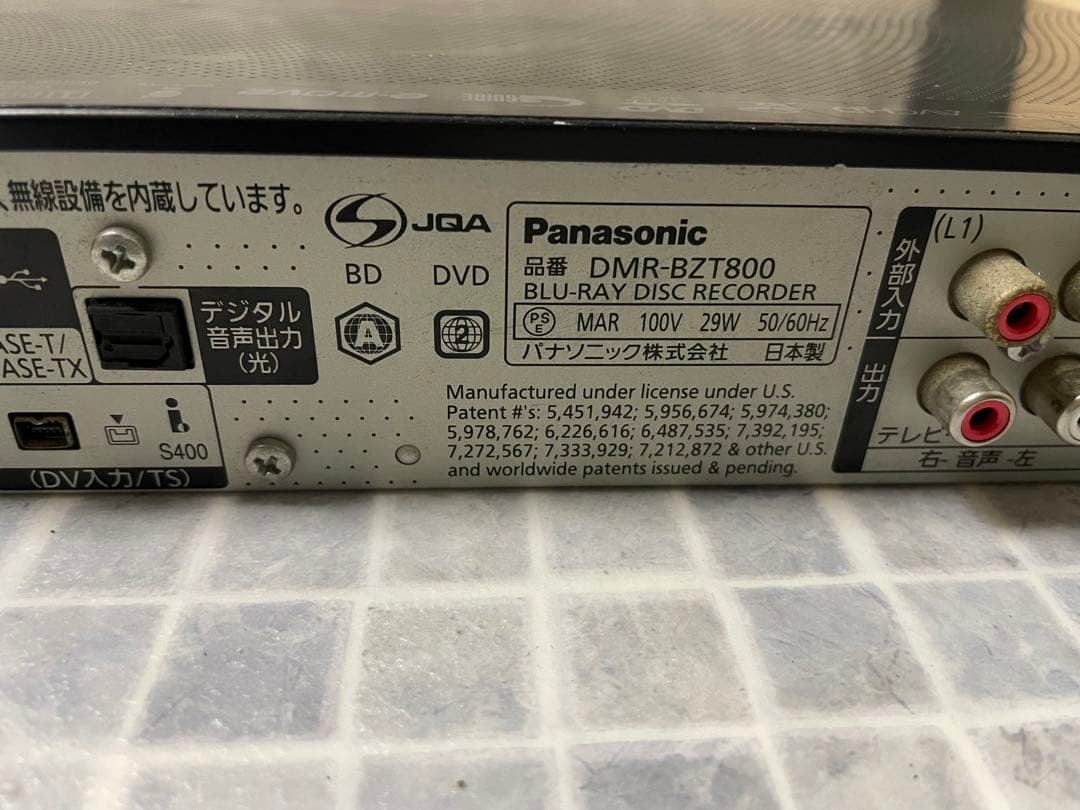 無線設備を内蔵しています。
JQA
BD DVD
A
2
Panasonic
品番 DMR-BZT800
BLU-RAY DISC RECORDER
PS
E
MAR 100V 29W 50/60Hz
パナソニック株式会社 日本製
デジタル
音声出力
(光)
ASE-T/
ASE-TX
S400
(DV入力/TS)
Manufactured under license under U.S.
Patent #'s: 5,451,942; 5,956,674; 5,974,380;
5,978,762; 6,226,616; 6,487,535; 7,392,195;
7,272,567; 7,333,929; 7,212,872 & other U.S.
and worldwide patents issued & pending.
(L1)
外部入力
出力
テレビ
右- 音声 -左